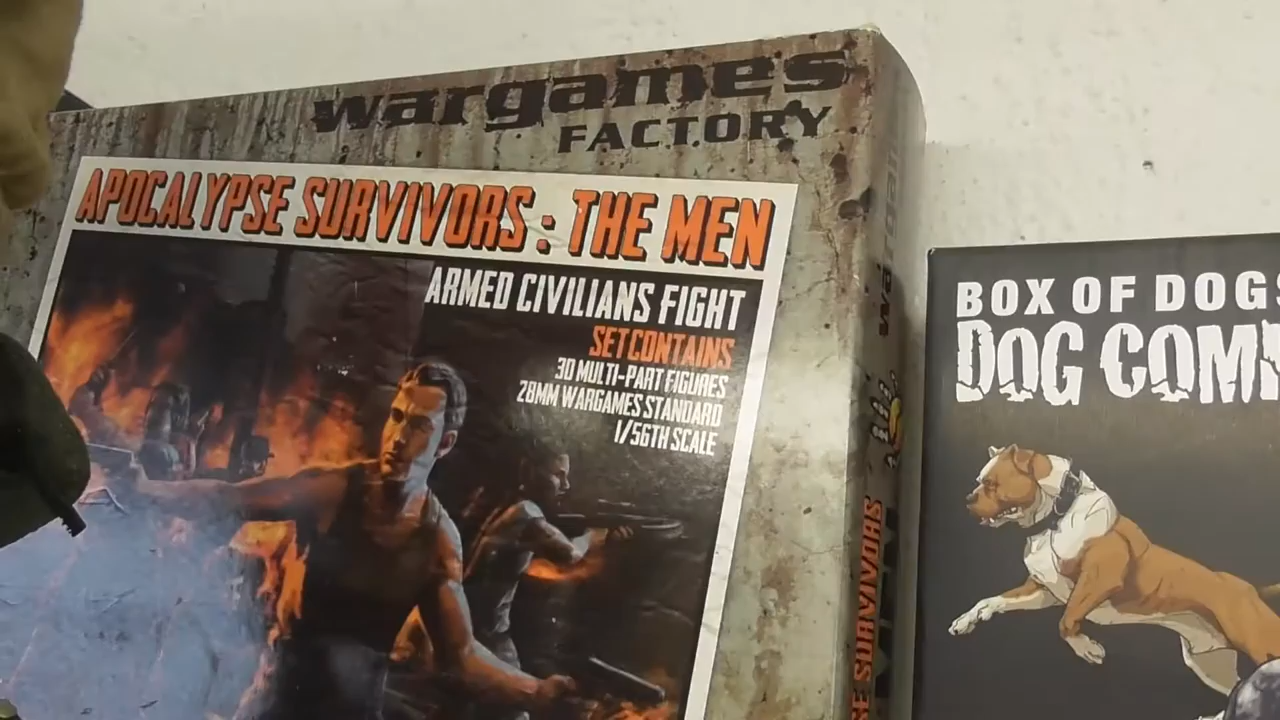 wargames
FACTORY
APOCALYPSE SURVIVORS : THE MEN
ARMED CIVILIANS FIGHT
SET CONTAINS
30 MULTI-PART FIGURES
28MM WARGAMES STANDARD
1/56TH SCALE
SURVIVORS
BOX OF DOGS
DOG